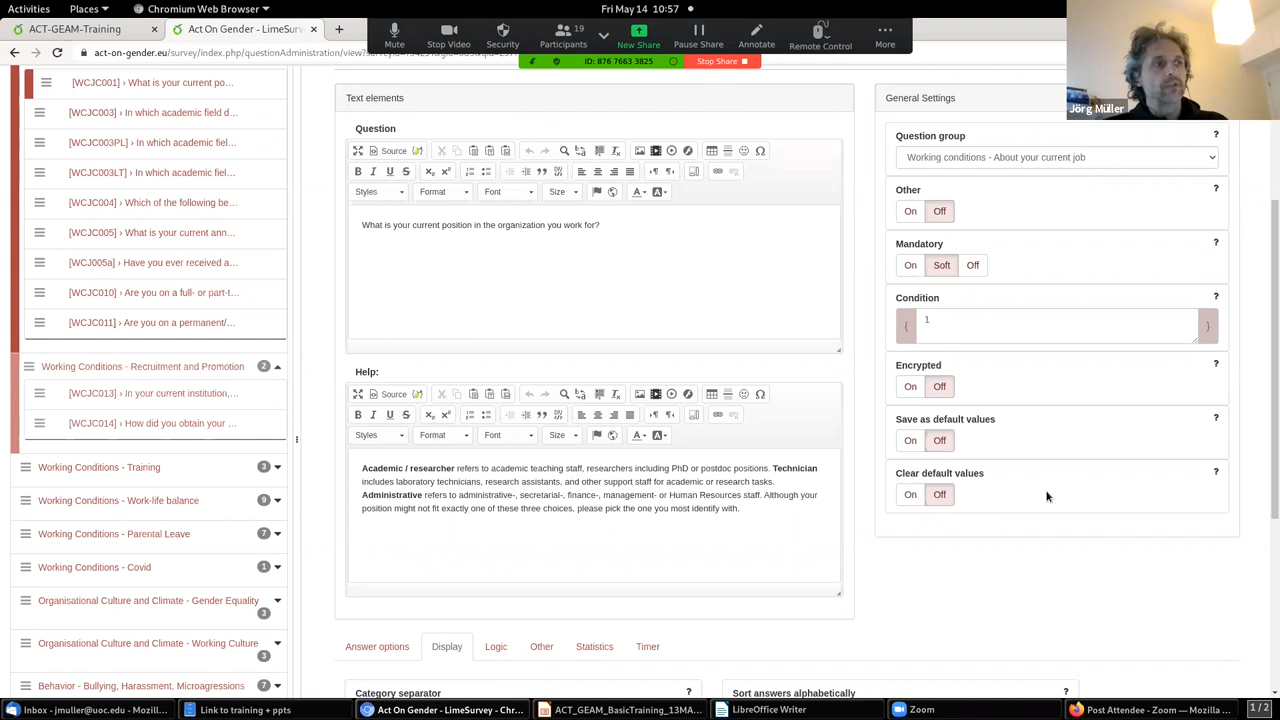 Activities Places Chromium Web Browser Fri May 14 10:57
ACT-GEAM-Training Act On Gender - LimeSurve
act-on-gender.eu/survey/index.php/questionAdministration/view?
Mute Stop Video Security Participants 19 New Share Pause Share Annotate Remote Control More
ID: 876 7663 3825 Stop Share
Jörg Müller
[WCJC001] › What is your current po…
[WCJC003] › In which academic field d…
[WCJC003PL] › In which academic fiel…
[WCJC003LT] › In which academic fiel…
[WCJC004] › Which of the following be…
[WCJC005] › What is your current ann…
[WCJ005a] › Have you ever received a…
[WCJC010] › Are you on a full- or part-t…
[WCJC011] › Are you on a permanent/…
Working Conditions - Recruitment and Promotion 2
[WCJC013] › In your current institution,…
[WCJC014] › How did you obtain your …
Working Conditions - Training 3
Working Conditions - Work-life balance 9
Working Conditions - Parental Leave 7
Working Conditions - Covid 1
Organisational Culture and Climate - Gender Equality
3
Organisational Culture and Climate - Working Culture
3
Behavior - Bullying, Harassment, Microagressions 7
Text elements
Question
Source
Styles Format Font Size
What is your current position in the organization you work for?
Help:
Source
Styles Format Font Size
Academic / researcher refers to academic teaching staff, researchers including PhD or postdoc positions. Technician
includes laboratory technicians, research assistants, and other support staff for academic or research tasks.
Administrative refers to administrative-, secretarial-, finance-, management- or Human Resources staff. Although your
position might not fit exactly one of these three choices, please pick the one you most identify with.
Answer options Display Logic Other Statistics Timer
Category separator ?
Sort answers alphabetically ?
General Settings
Question group ?
Working conditions - About your current job
Other ?
On Off
Mandatory ?
On Soft Off
Condition ?
{ 1 }
Encrypted ?
On Off
Save as default values ?
On Off
Clear default values ?
On Off
Inbox - jmuller@uoc.edu - Mozill… Link to training + ppts Act On Gender - LimeSurvey - Chr… ACT_GEAM_BasicTraining_13MA… LibreOffice Writer Zoom Post Attendee - Zoom — Mozilla … 1 / 2